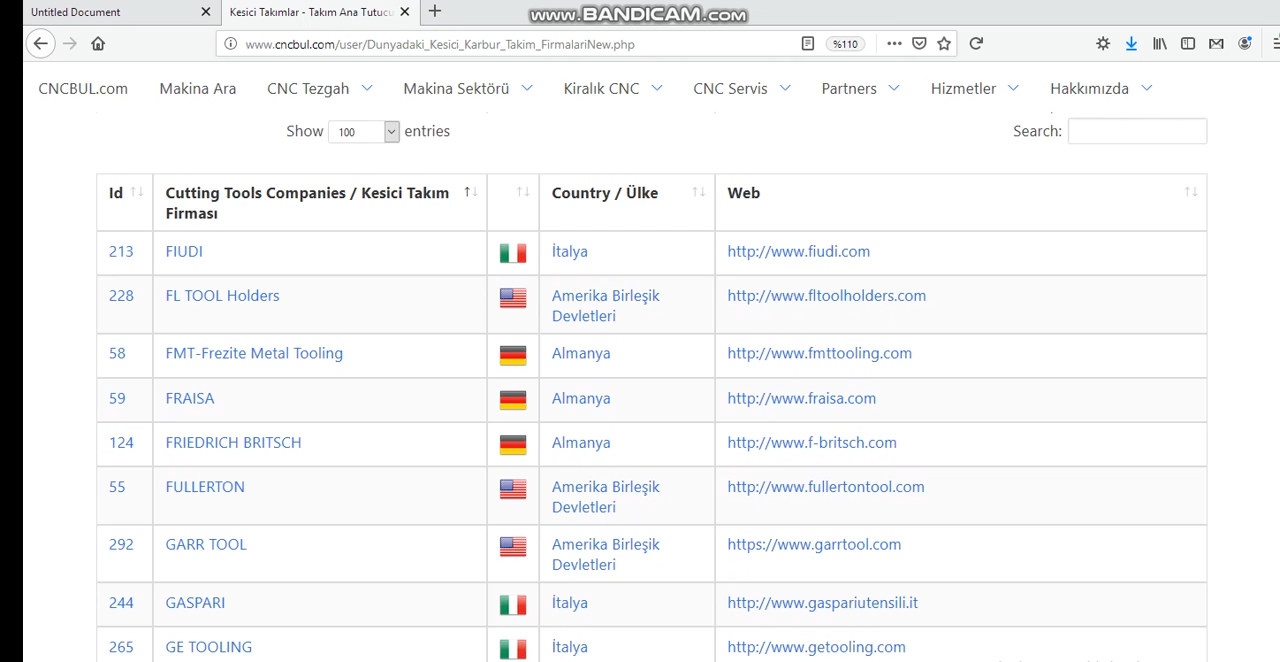 Untitled Document
Kesici Takımlar - Takım Ana Tutucu
www.BANDICAM.com
www.cncbul.com/user/Dunyadaki_Kesici_Karbur_Takim_FirmalariNew.php
%110
CNCBUL.com Makina Ara CNC Tezgah Makina Sektörü Kiralık CNC CNC Servis Partners Hizmetler Hakkımızda
Show 100 entries Search:
Id Cutting Tools Companies / Kesici Takım Country / Ülke Web
Firması
213 FIUDI İtalya http://www.fiudi.com
228 FL TOOL Holders Amerika Birleşik http://www.fltoolholders.com
Devletleri
58 FMT-Frezite Metal Tooling Almanya http://www.fmttooling.com
59 FRAISA Almanya http://www.fraisa.com
124 FRIEDRICH BRITSCH Almanya http://www.f-britsch.com
55 FULLERTON Amerika Birleşik http://www.fullertontool.com
Devletleri
292 GARR TOOL Amerika Birleşik https://www.garrtool.com
Devletleri
244 GASPARI İtalya http://www.gaspariutensili.it
265 GE TOOLING İtalya http://www.getooling.com